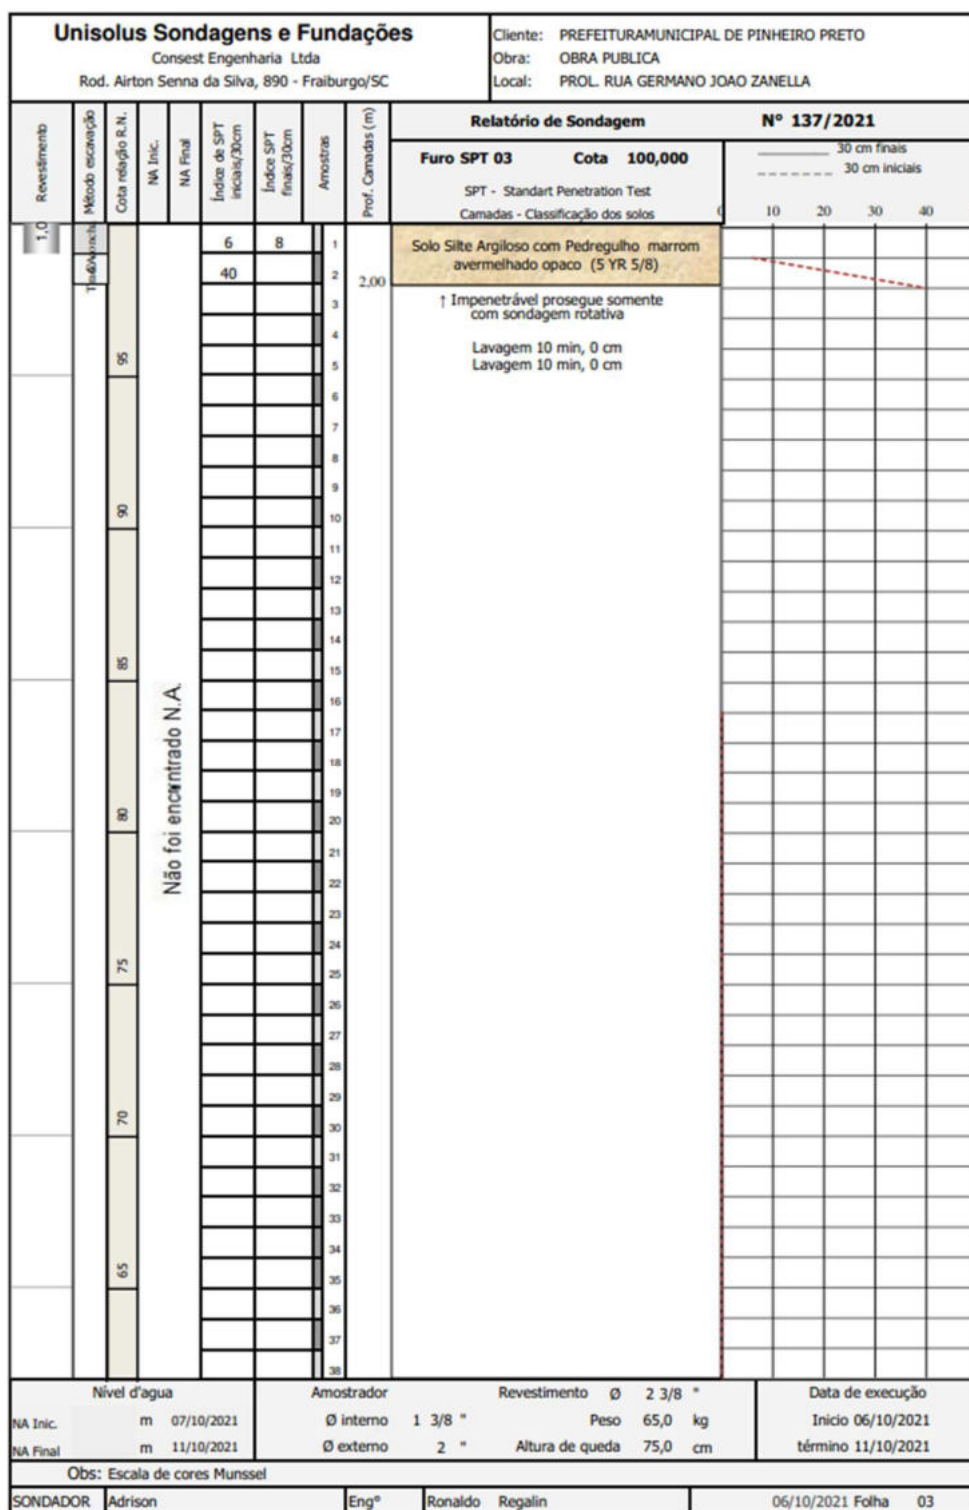 Unisolus Sondagens e Fundações
Consest Engenharia Ltda
Rod. Airton Senna da Silva, 890 - Fraiburgo/SC
Cliente: PREFEITURAMUNICIPAL DE PINHEIRO PRETO
Obra: OBRA PUBLICA
Local: PROL. RUA GERMANO JOAO ZANELLA
Revestimento
Método escavação
Cota relação R.N.
NA Inic.
NA Final
Índice de SPT iniciais/30cm
Índice SPT finais/30cm
Amostras
Prof. Camadas (m)
Relatório de Sondagem Nº 137/2021
Furo SPT 03 Cota 100,000
SPT - Standart Penetration Test
Camadas - Classificação dos solos
30 cm finais
30 cm iniciais
10 20 30 40
1,0
6 8 1
40 2 2,00
Solo Silte Argiloso com Pedregulho marrom
avermelhado opaco (5 YR 5/8)
↑ Impenetrável prosegue somente
com sondagem rotativa
Lavagem 10 min, 0 cm
Lavagem 10 min, 0 cm
3
4
95 5
6
7
8
9
90 10
11
12
13
14
85 15
16
17
18
19
80 20
Não foi encontrado N.A.
21
22
23
24
75 25
26
27
28
29
70 30
31
32
33
34
65 35
36
37
38
Nível d'agua
NA Inic. m 07/10/2021
NA Final m 11/10/2021
Amostrador
Ø interno 1 3/8 "
Ø externo 2 "
Revestimento Ø 2 3/8 "
Peso 65,0 kg
Altura de queda 75,0 cm
Data de execução
Inicio 06/10/2021
término 11/10/2021
Obs: Escala de cores Munssel
SONDADOR Adrison Engº Ronaldo Regalin 06/10/2021 Folha 03